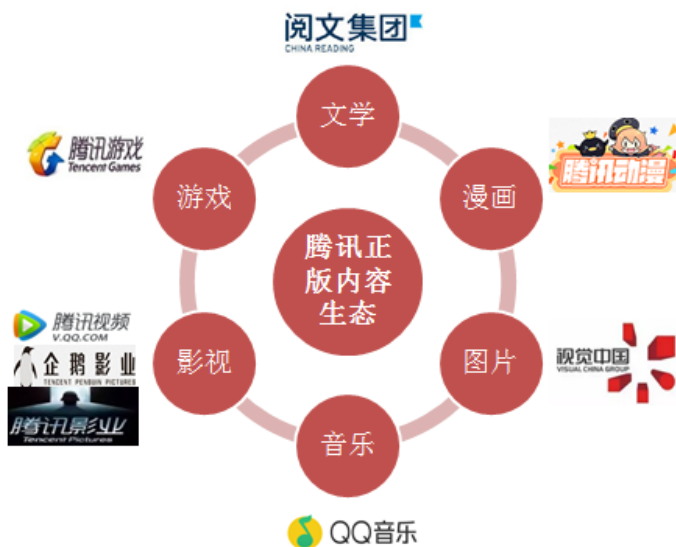 阅文集团
CHINA READING
文学
腾讯游戏
Tencent Games
游戏
漫画
腾讯动漫
腾讯正
版内容
生态
腾讯视频
V.QQ.COM
企鹅影业
TENCENT PENGUIN PICTURES
腾讯影业
Tencent Pictures
影视
图片
视觉中国
VISUAL CHINA GROUP
音乐
QQ音乐